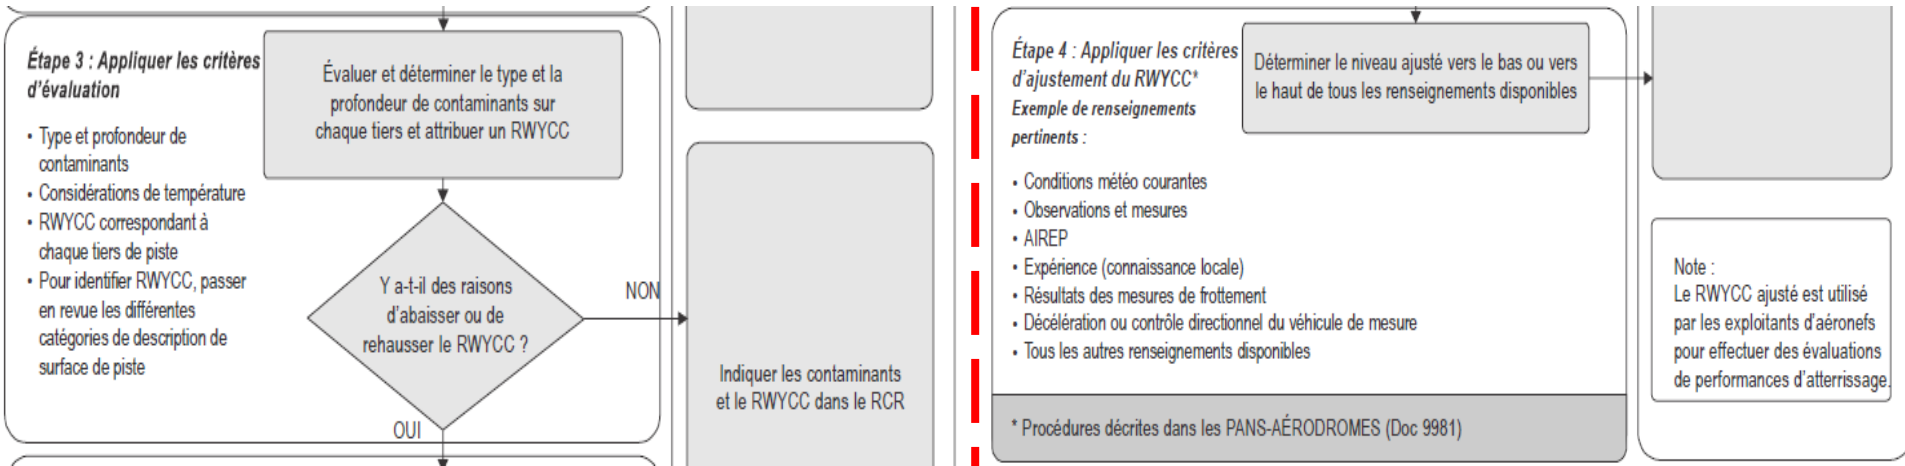 Étape 3 : Appliquer les critères
d'évaluation
• Type et profondeur de
contaminants
• Considérations de température
• RWYCC correspondant à
chaque tiers de piste
• Pour identifier RWYCC, passer
en revue les différentes
catégories de description de
surface de piste
Évaluer et déterminer le type et la
profondeur de contaminants sur
chaque tiers et attribuer un RWYCC
Y a-t-il des raisons
d'abaisser ou de
rehausser le RWYCC ?
NON
OUI
Indiquer les contaminants
et le RWYCC dans le RCR
Étape 4 : Appliquer les critères
d'ajustement du RWYCC*
Exemple de renseignements
pertinents :
• Conditions météo courantes
• Observations et mesures
• AIREP
• Expérience (connaissance locale)
• Résultats des mesures de frottement
• Décélération ou contrôle directionnel du véhicule de mesure
• Tous les autres renseignements disponibles
Déterminer le niveau ajusté vers le bas ou vers
le haut de tous les renseignements disponibles
* Procédures décrites dans les PANS-AÉRODROMES (Doc 9981)
Note :
Le RWYCC ajusté est utilisé
par les exploitants d'aéronefs
pour effectuer des évaluations
de performances d'atterrissage.